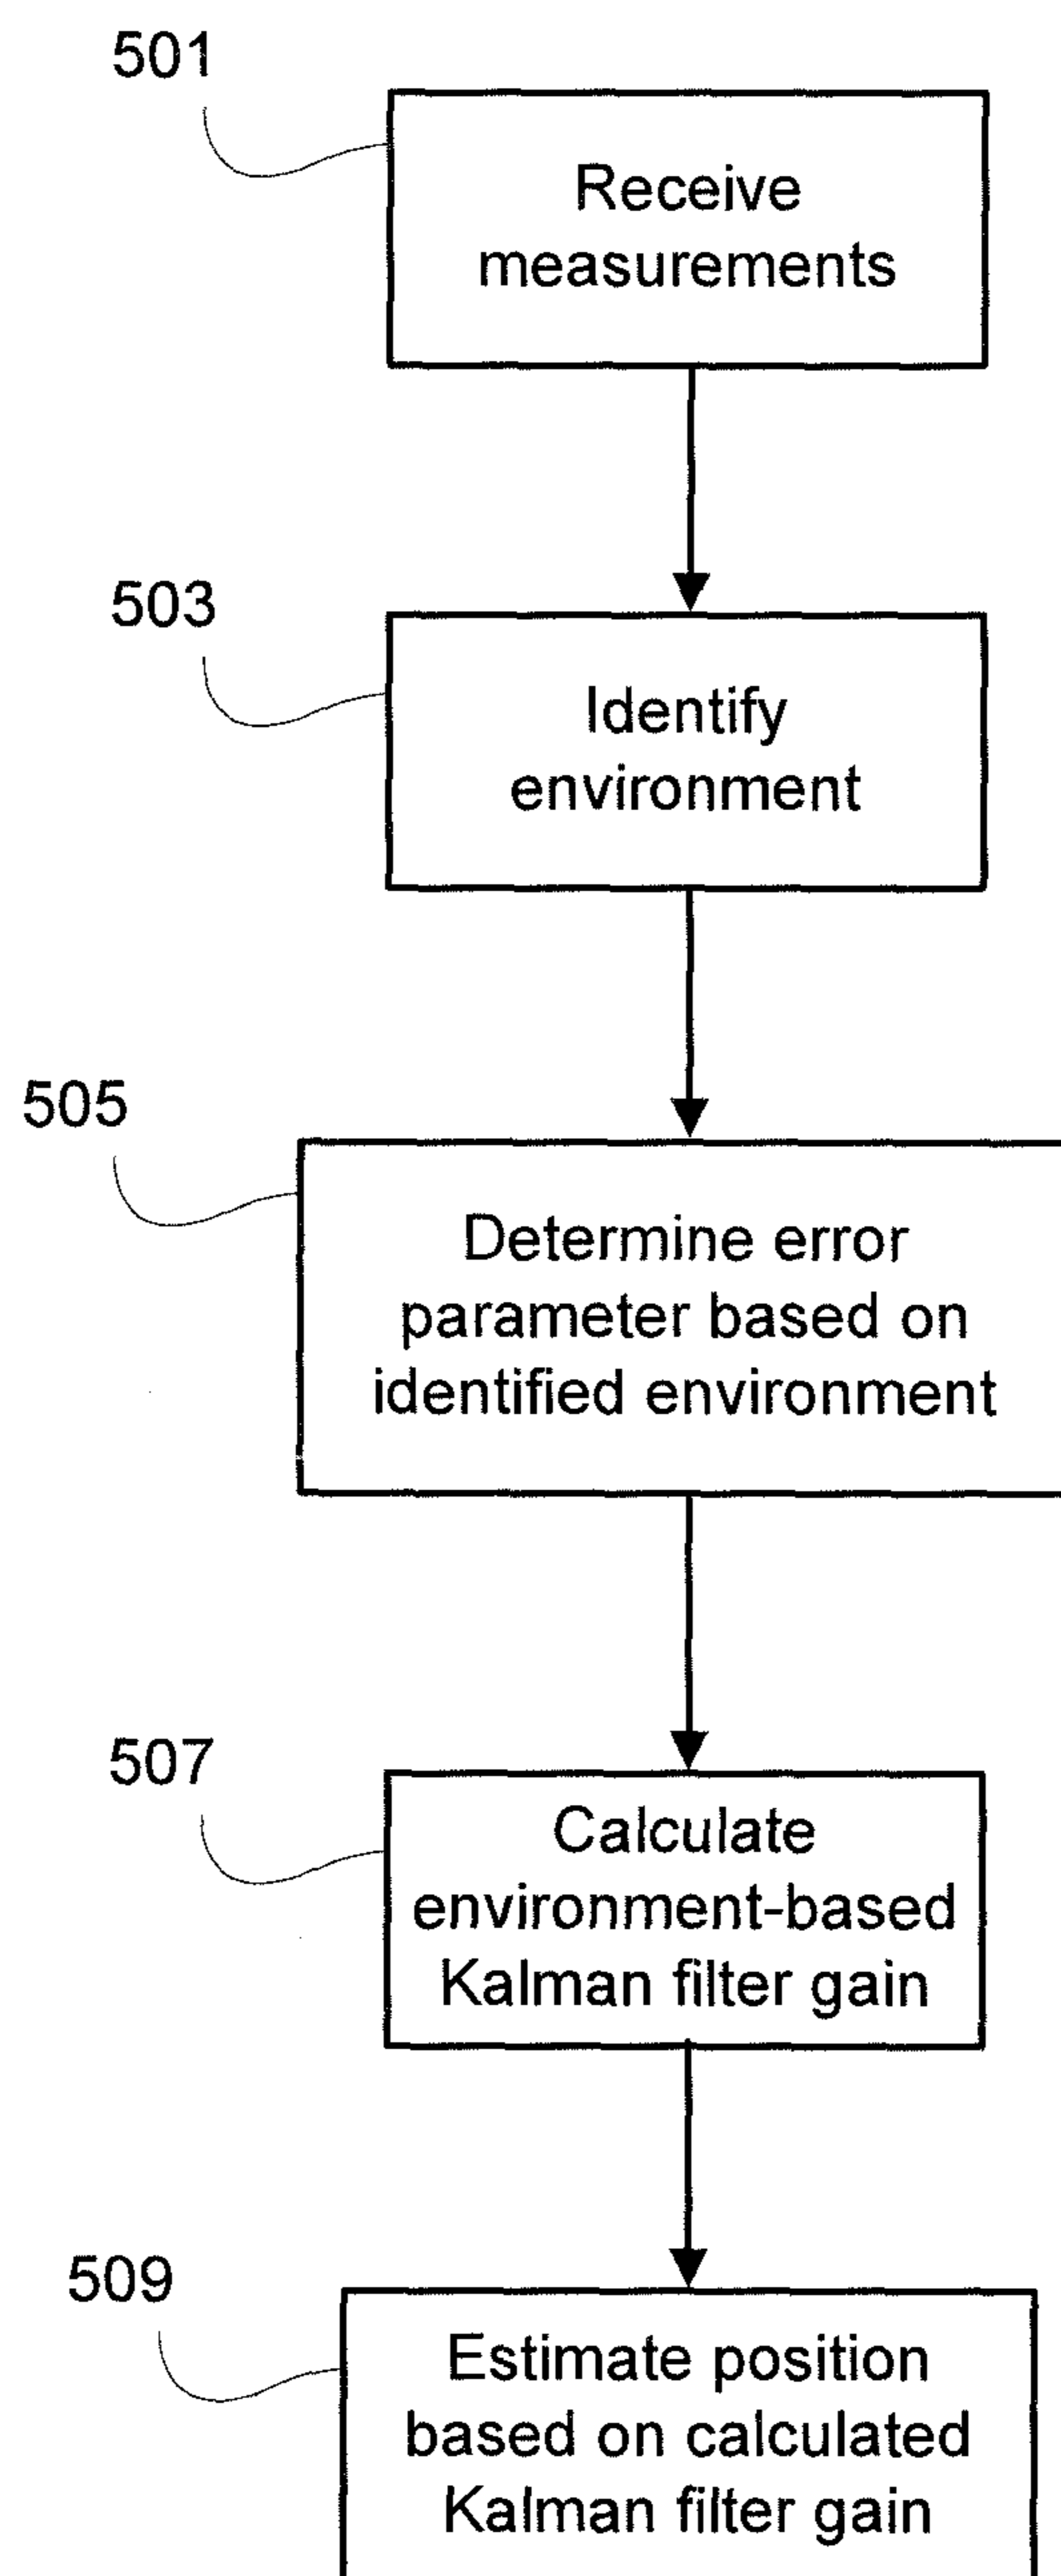 501
Receive
measurements
503
Identify
environment
505
Determine error
parameter based on
identified environment
507
Calculate
environment-based
Kalman filter gain
509
Estimate position
based on calculated
Kalman filter gain